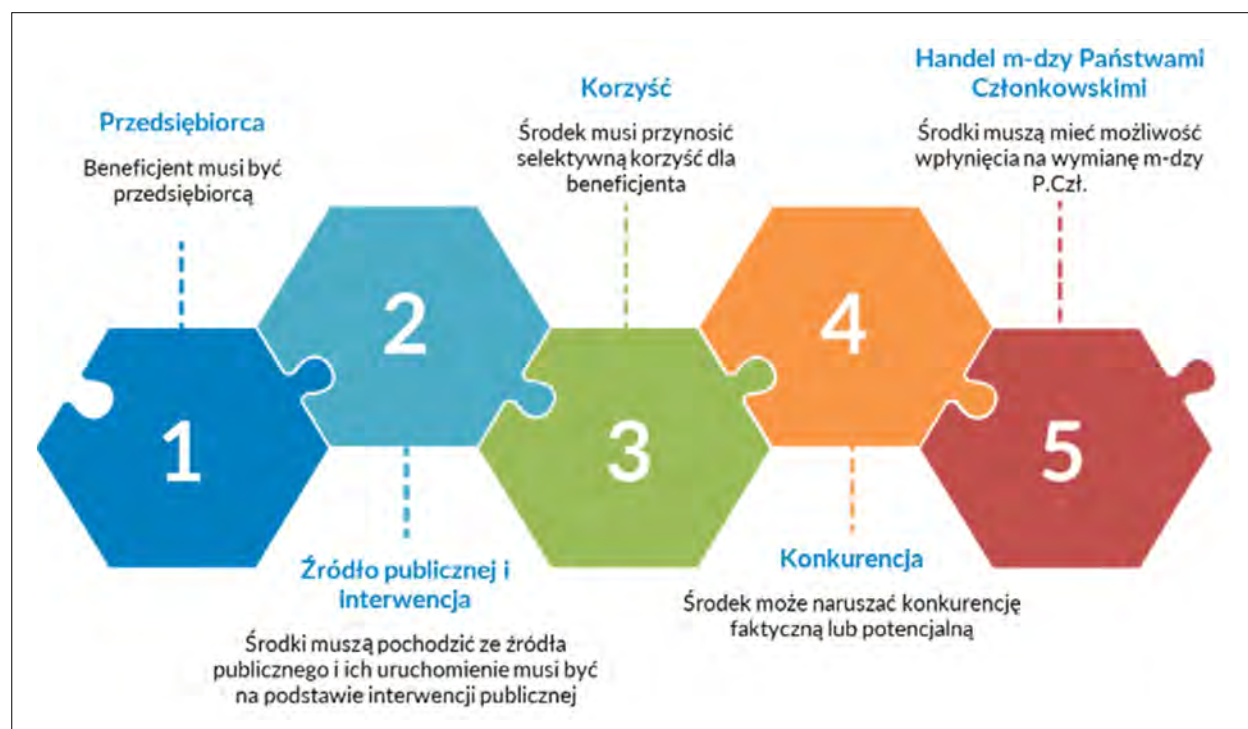 1
Przedsiębiorca
Beneficjent musi być
przedsiębiorcą
2
Źródło publicznej i
interwencja
Środki muszą pochodzić ze źródła
publicznego i ich uruchomienie musi być
na podstawie interwencji publicznej
3
Korzyść
Środek musi przynosić
selektywną korzyść dla
beneficjenta
4
Konkurencja
Środek może naruszać konkurencję
faktyczną lub potencjalną
5
Handel m-dzy Państwami
Członkowskimi
Środki muszą mieć możliwość
wpłynięcia na wymianę m-dzy
P.Czł.